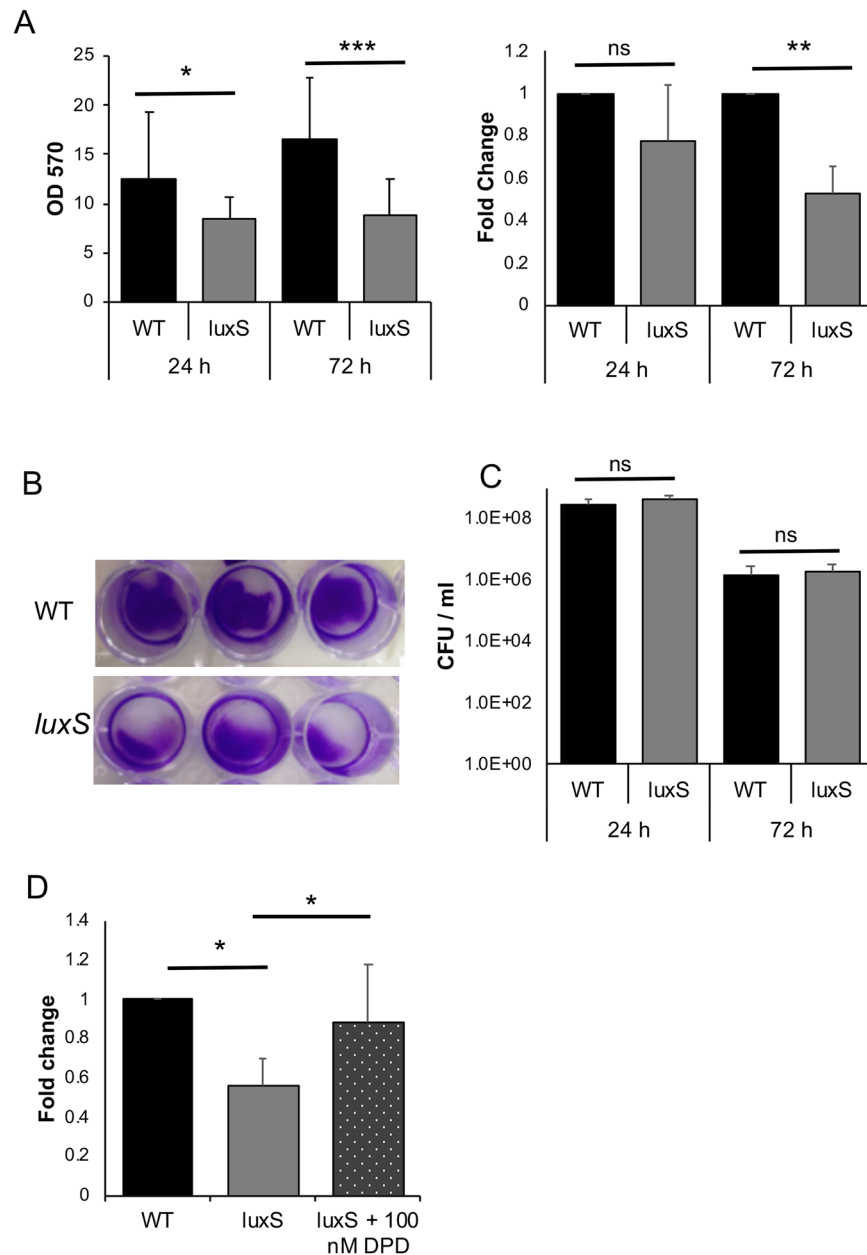 A
OD 570
25
20
15
10
5
0
*
***
WT
luxS
WT
luxS
24 h
72 h
Fold Change
1.2
1
0.8
0.6
0.4
0.2
0
ns
**
WT
luxS
WT
luxS
24 h
72 h
B
WT
luxS
C
CFU / ml
1.0E+08
1.0E+06
1.0E+04
1.0E+02
1.0E+00
ns
ns
WT
luxS
WT
luxS
24 h
72 h
D
Fold change
1.4
1.2
1
0.8
0.6
0.4
0.2
0
*
*
WT
luxS
luxS + 100
nM DPD